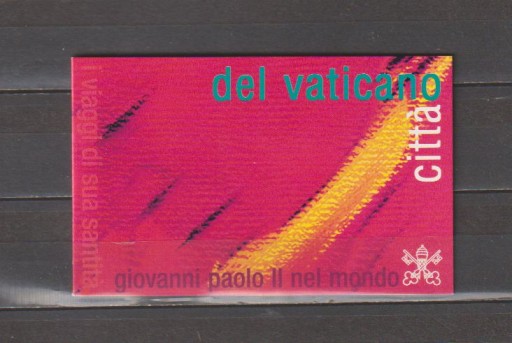 del vaticano
città
viaggi di sua santità
giovanni paolo II nel mondo